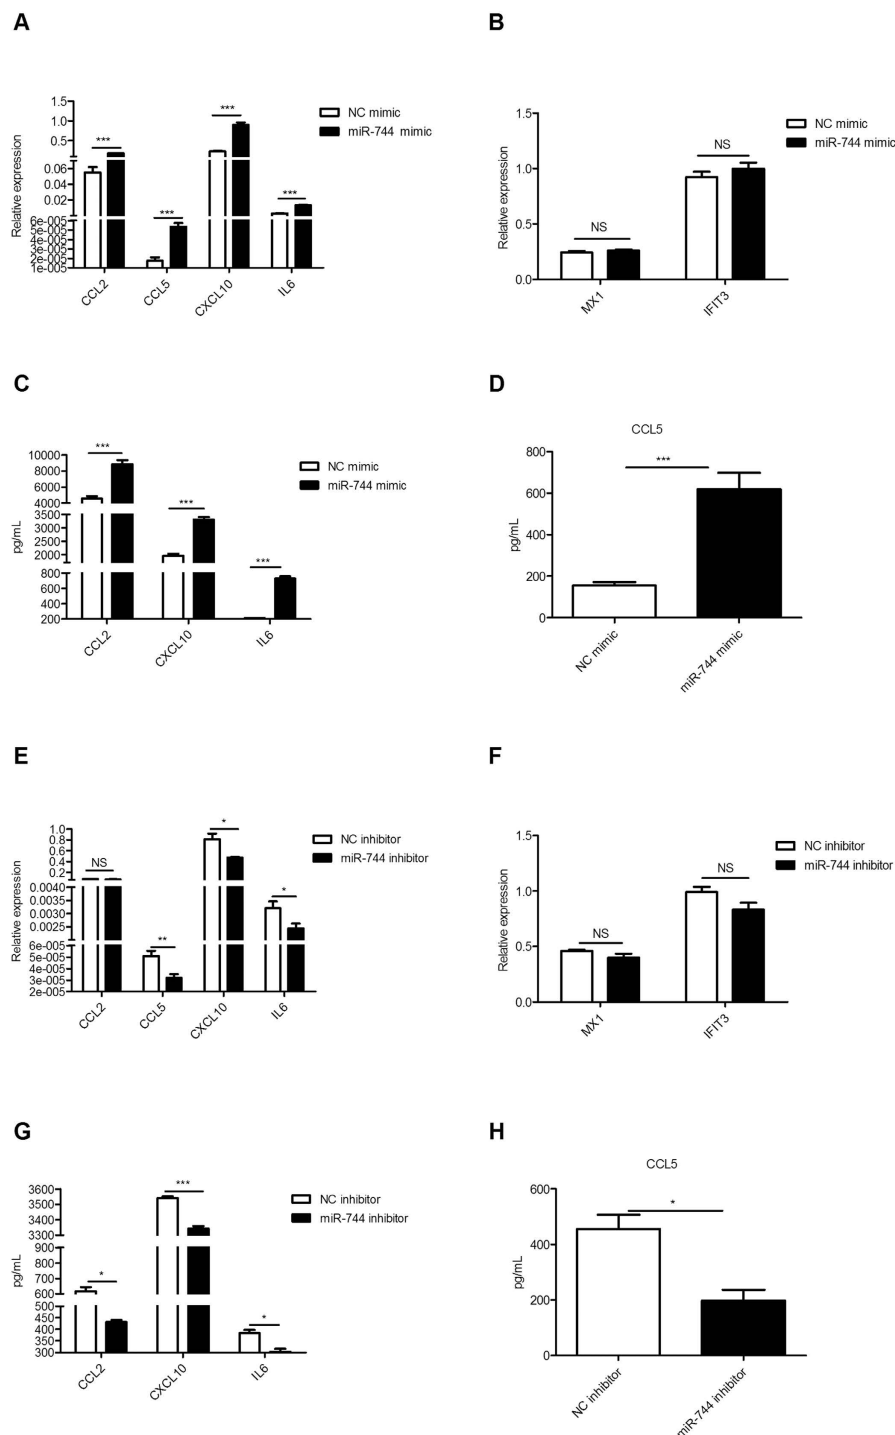 A
Relative expression
1.5
1.0
0.5
0.06
0.02
6e-005
5e-005
4e-005
3e-005
2e-005
1e-005
***
***
***
***
CCL2
CCL5
CXCL10
IL6
NC mimic
miR-744 mimic
B
Relative expression
1.5
1.0
0.5
0.0
NS
NS
MX1
IFIT3
NC mimic
miR-744 mimic
C
pg/mL
10000
8000
6000
4000
3500
3000
2500
2000
800
600
400
200
***
***
***
CCL2
CXCL10
IL6
NC mimic
miR-744 mimic
D
CCL5
pg/mL
800
600
400
200
0
***
NC mimic
miR-744 mimic
E
Relative expression
1.0
0.8
0.6
0.4
0.2
0.0040
0.0035
0.0030
0.0025
6e-005
5e-005
4e-005
3e-005
2e-005
NS
**
*
*
CCL2
CCL5
CXCL10
IL6
NC inhibitor
miR-744 inhibitor
F
Relative expression
1.5
1.0
0.5
0.0
NS
NS
MX1
IFIT3
NC inhibitor
miR-744 inhibitor
G
pg/mL
3600
3500
3400
3300
900
800
700
600
500
450
400
350
300
*
***
*
CCL2
CXCL10
IL6
NC inhibitor
miR-744 inhibitor
H
CCL5
pg/mL
600
400
200
0
*
NC inhibitor
miR-744 inhibitor